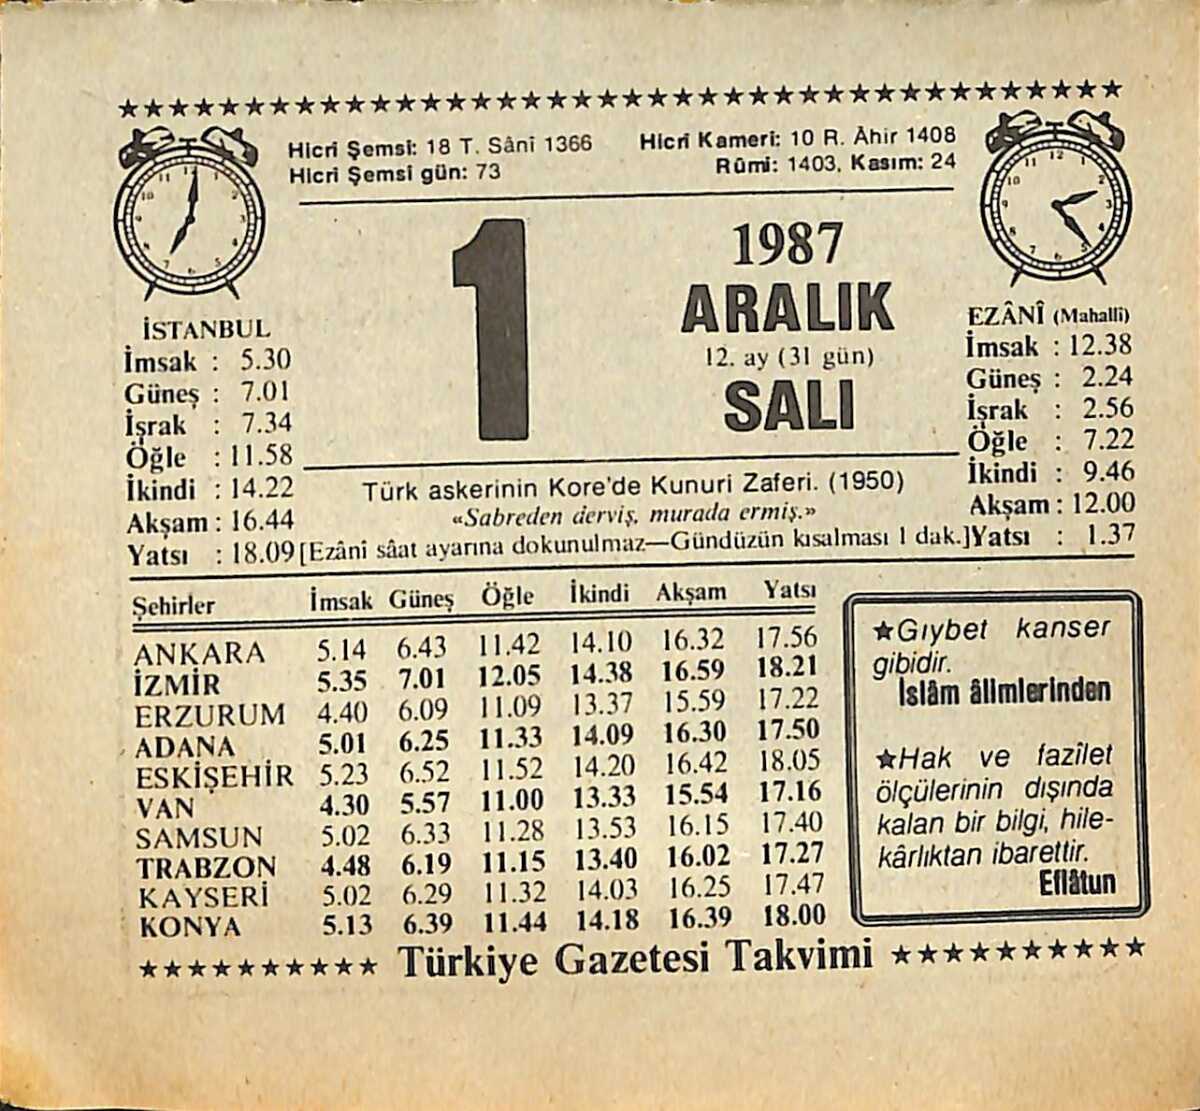 Hicrî Şemsî: 18 T. Sânî 1366
Hicrî Şemsî gün: 73
Hicrî Kamerî: 10 R. Âhir 1408
Rûmî: 1403, Kasım: 24
1
1987
ARALIK
12. ay (31 gün)
SALI
İSTANBUL
İmsak : 5.30
Güneş : 7.01
İşrak : 7.34
Öğle : 11.58
İkindi : 14.22
Akşam : 16.44
Yatsı : 18.09
EZÂNÎ (Mahallî)
İmsak : 12.38
Güneş : 2.24
İşrak : 2.56
Öğle : 7.22
İkindi : 9.46
Akşam : 12.00
Yatsı : 1.37
Türk askerinin Kore'de Kunuri Zaferi. (1950)
«Sabreden derviş, murada ermiş.»
[Ezânî sâat ayarına dokunulmaz—Gündüzün kısalması 1 dak.]
Şehirler İmsak Güneş Öğle İkindi Akşam Yatsı
ANKARA 5.14 6.43 11.42 14.10 16.32 17.56
İZMİR 5.35 7.01 12.05 14.38 16.59 18.21
ERZURUM 4.40 6.09 11.09 13.37 15.59 17.22
ADANA 5.01 6.25 11.33 14.09 16.30 17.50
ESKİŞEHİR 5.23 6.52 11.52 14.20 16.42 18.05
VAN 4.30 5.57 11.00 13.33 15.54 17.16
SAMSUN 5.02 6.33 11.28 13.53 16.15 17.40
TRABZON 4.48 6.19 11.15 13.40 16.02 17.27
KAYSERİ 5.02 6.29 11.32 14.03 16.25 17.47
KONYA 5.13 6.39 11.44 14.18 16.39 18.00
★Gıybet kanser
gibidir.
İslâm âlimlerinden
★Hak ve fazîlet
ölçülerinin dışında
kalan bir bilgi, hile-
kârlıktan ibarettir.
Eflâtun
Türkiye Gazetesi Takvimi